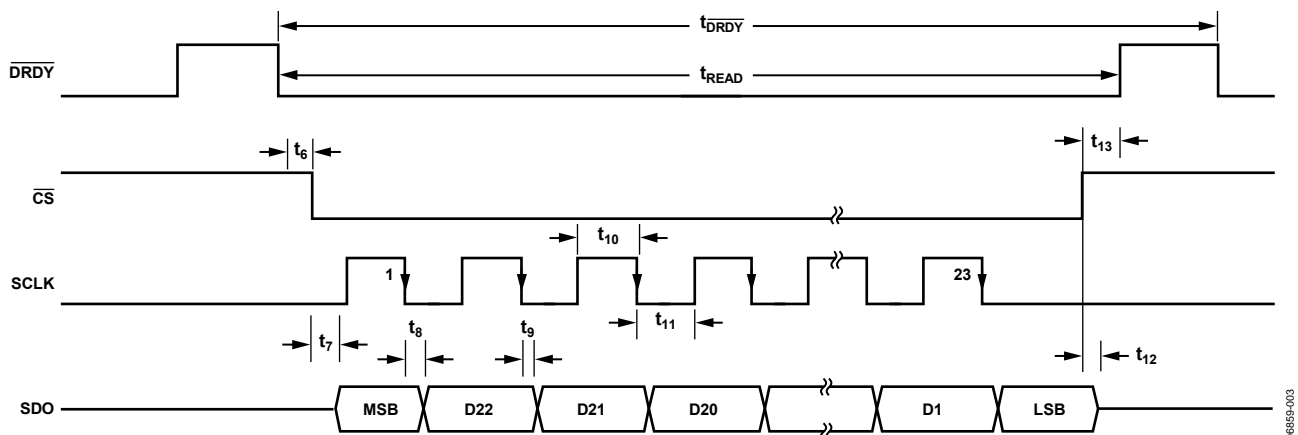 tDRDY
DRDY
tREAD
t6
t13
CS
t10
SCLK
1
23
t7
t8
t9
t11
t12
SDO
MSB
D22
D21
D20
D1
LSB
06859-003